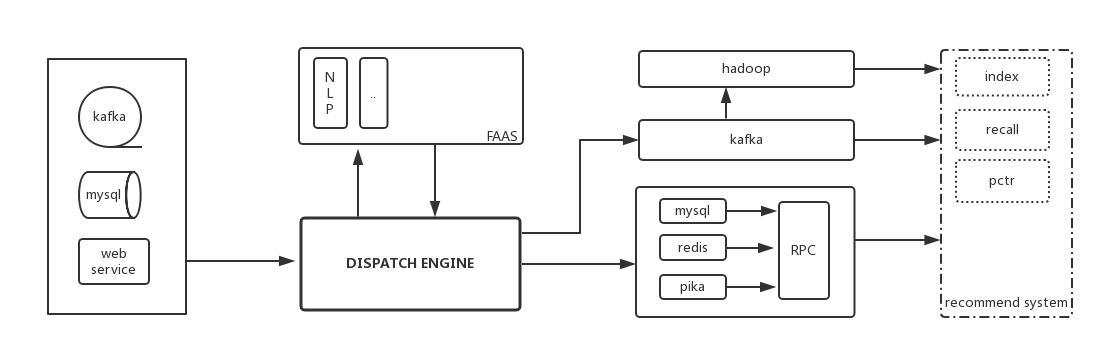 kafka
mysql
web
service
N
L
P
..
FAAS
DISPATCH ENGINE
hadoop
kafka
mysql
redis
pika
RPC
index
recall
pctr
recommend system